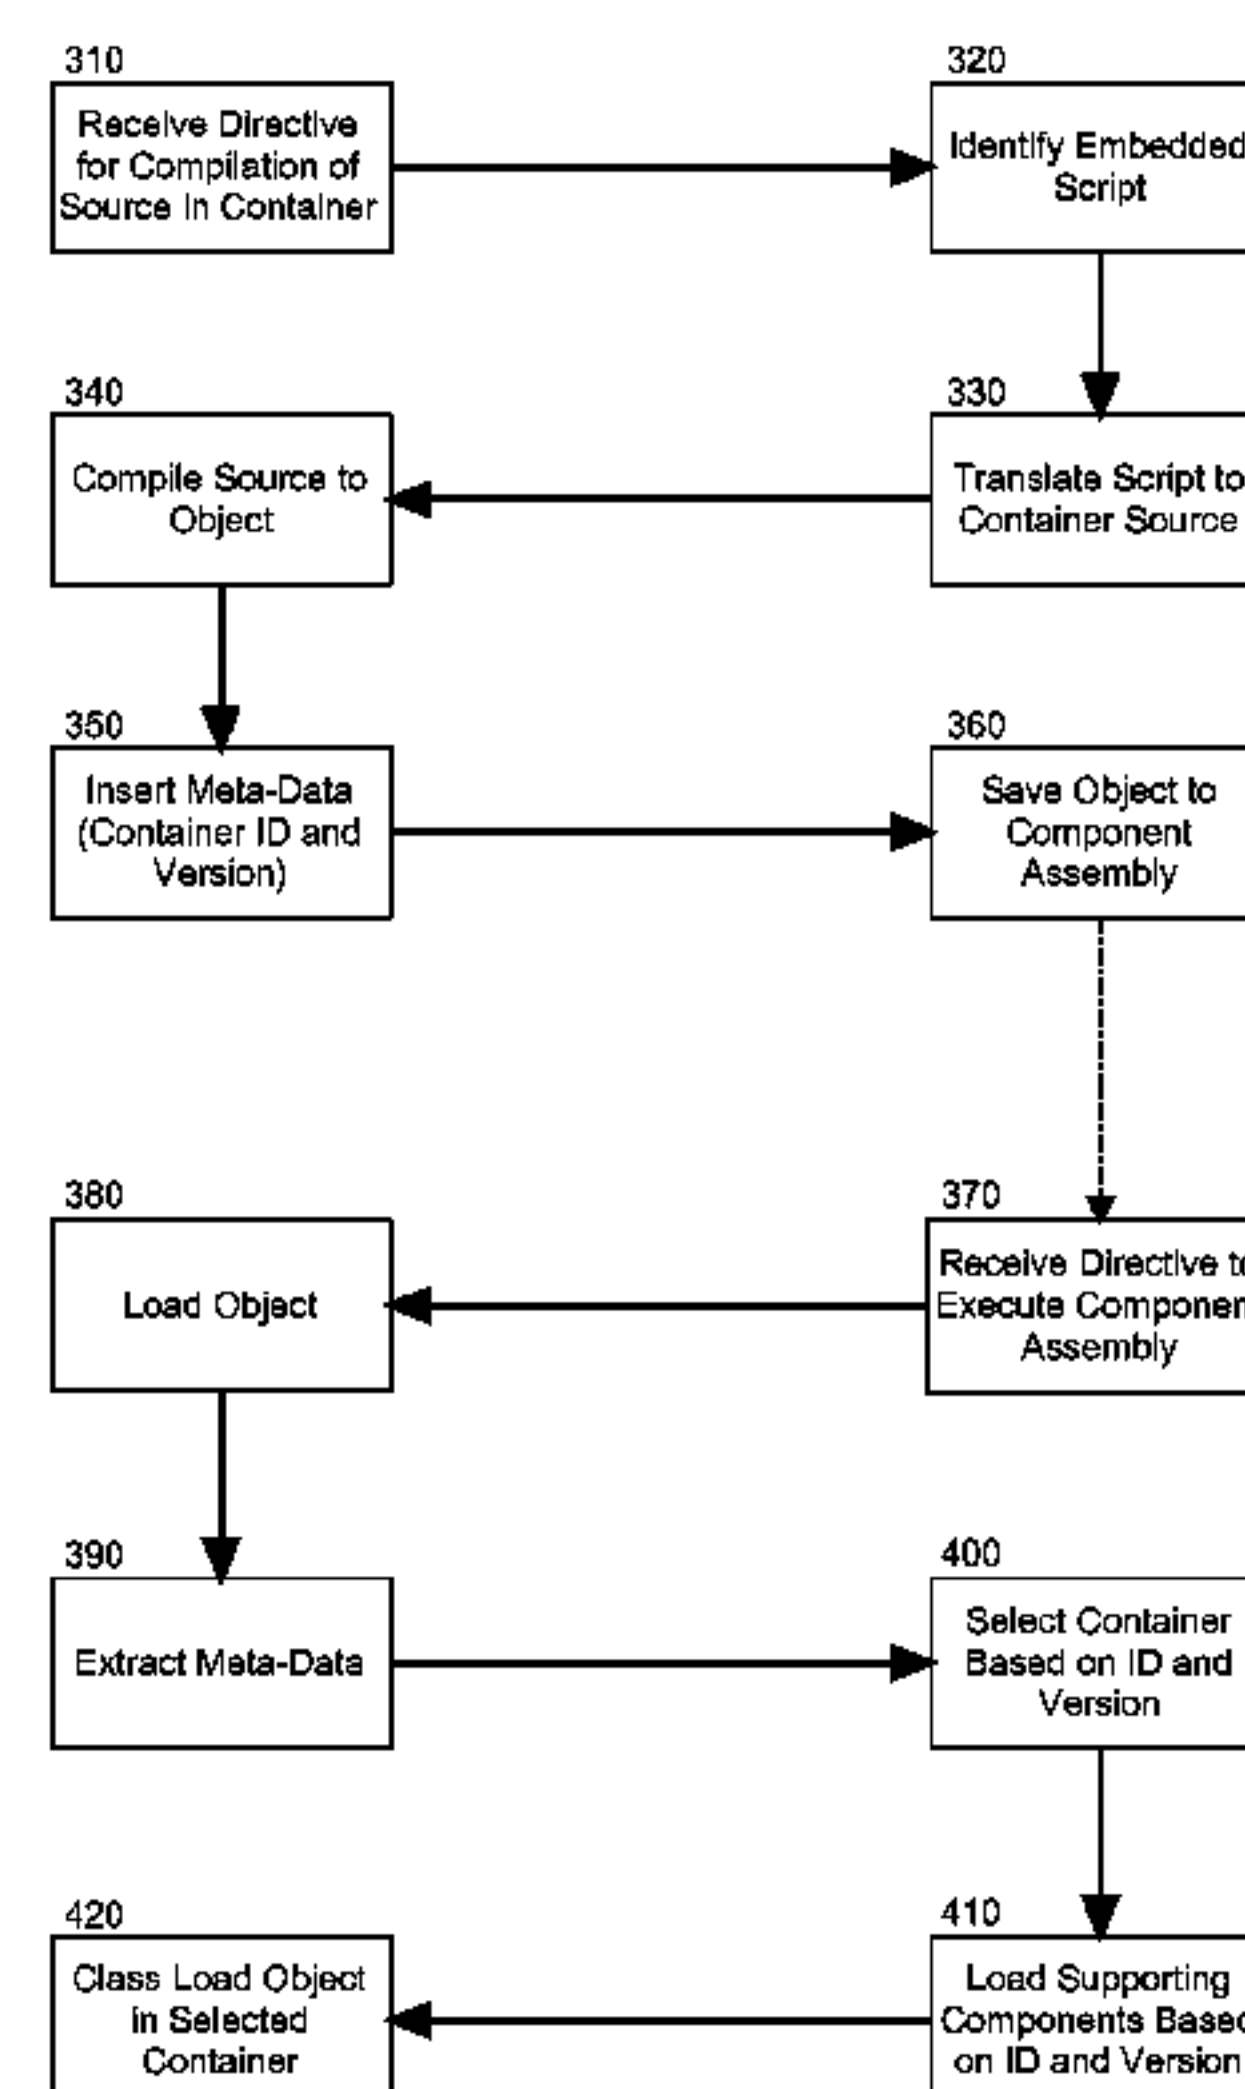 310
Receive Directive
for Compilation of
Source in Container
320
Identify Embedded
Script
340
Compile Source to
Object
330
Translate Script to
Container Source
350
Insert Meta-Data
(Container ID and
Version)
360
Save Object to
Component
Assembly
380
Load Object
370
Receive Directive
Execute
Assembly
390
Extract Meta-Data
400
Select Container
Based on ID and
Version
420
Class Load Object
in Selected
Container
410
Load Supporting
Components
on ID and Version